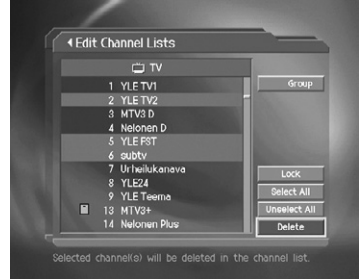 Edit Channel Lists
TV
1 YLE TV1
2 YLE TV2
3 MTV3 D
4 Nelonen D
5 YLE FST
6 subtv
7 Urheilukanava
8 YLE24
9 YLE Teema
13 MTV3+
14 Nelonen Plus
Group
Lock
Select All
Unselect All
Delete
Selected channel(s) will be deleted in the channel list.